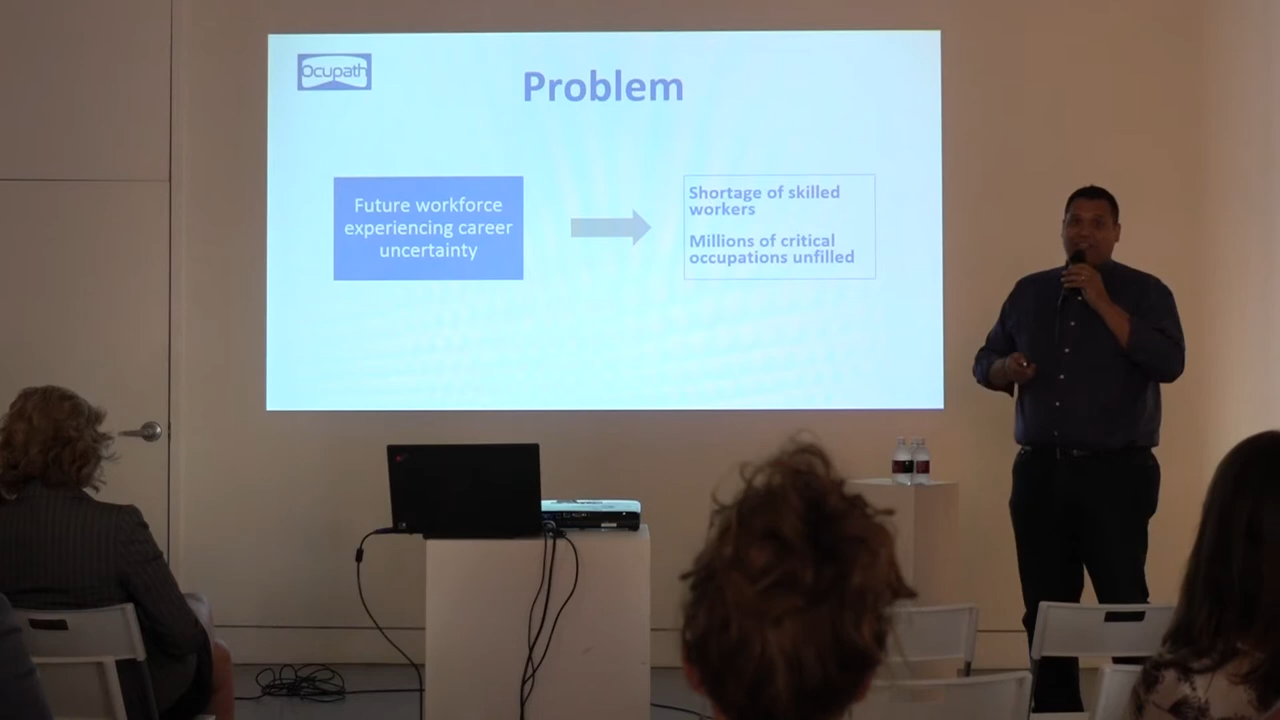 Ocupath
Problem
Future workforce
experiencing career
uncertainty
Shortage of skilled
workers
Millions of critical
occupations unfilled